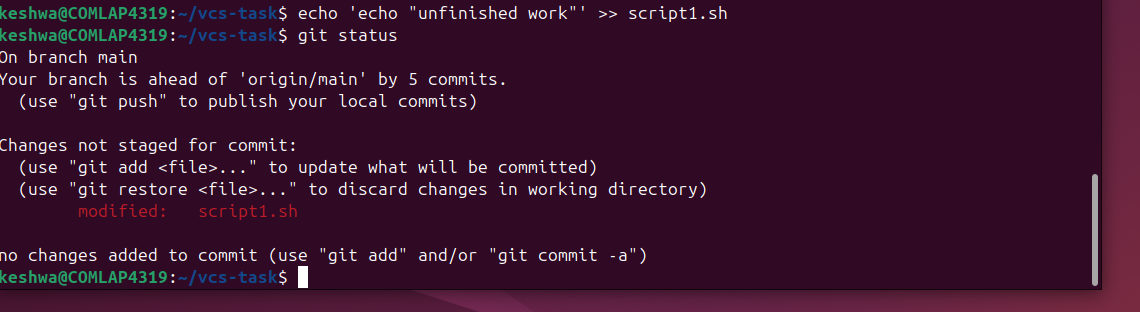 keshwa@COMLAP4319:~/vcs-task$ echo 'echo "unfinished work"' >> script1.sh
keshwa@COMLAP4319:~/vcs-task$ git status
On branch main
Your branch is ahead of 'origin/main' by 5 commits.
  (use "git push" to publish your local commits)

Changes not staged for commit:
  (use "git add <file>..." to update what will be committed)
  (use "git restore <file>..." to discard changes in working directory)
        modified:   script1.sh

no changes added to commit (use "git add" and/or "git commit -a")
keshwa@COMLAP4319:~/vcs-task$